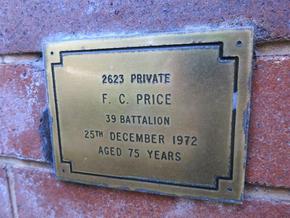 2623 PRIVATE
F. C. PRICE
39 BATTALION
25TH DECEMBER 1972
AGED 75 YEARS